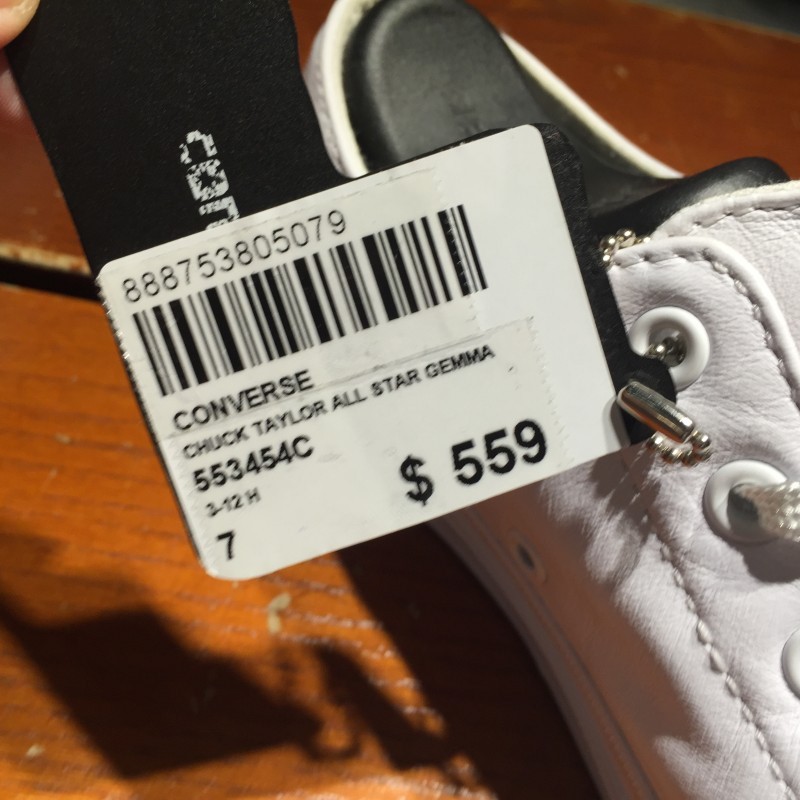 888753805079
CONVERSE
CHUCK TAYLOR ALL STAR GEMMA
553454C
3-12 H
$ 559
7